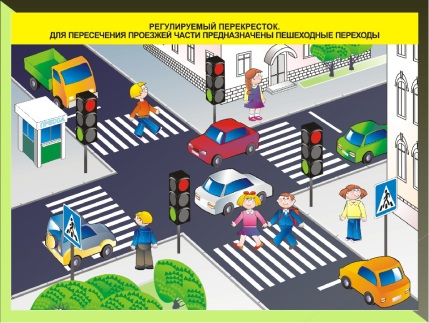 РЕГУЛИРУЕМЫЙ ПЕРЕКРЕСТОК.
ДЛЯ ПЕРЕСЕЧЕНИЯ ПРОЕЗЖЕЙ ЧАСТИ ПРЕДНАЗНАЧЕНЫ ПЕШЕХОДНЫЕ ПЕРЕХОДЫ